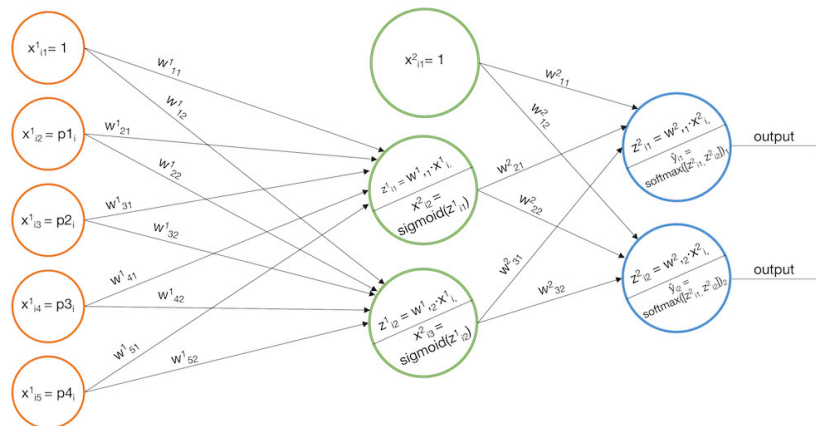 x¹ᵢ₁ = 1
x¹ᵢ₂ = p1ᵢ
x¹ᵢ₃ = p2ᵢ
x¹ᵢ₄ = p3ᵢ
x¹ᵢ₅ = p4ᵢ
w¹₁₁
w¹₁₂
w¹₂₁
w¹₂₂
w¹₃₁
w¹₃₂
w¹₄₁
w¹₄₂
w¹₅₁
w¹₅₂
x²ᵢ₁ = 1
z¹ᵢ₁ = w¹,₁·x¹ᵢ,
x²ᵢ₂ =
sigmoid(z¹ᵢ₁)
z¹ᵢ₂ = w¹,₂·x¹ᵢ,
x²ᵢ₃ =
sigmoid(z¹ᵢ₂)
w²₁₁
w²₁₂
w²₂₁
w²₂₂
w²₃₁
w²₃₂
z²ᵢ₁ = w²,₁·x²ᵢ,
ŷᵢ₁ =
softmax([z²ᵢ₁, z²ᵢ₂])₁
output
z²ᵢ₂ = w²,₂·x²ᵢ,
ŷᵢ₂ =
softmax([z²ᵢ₁, z²ᵢ₂])₂
output